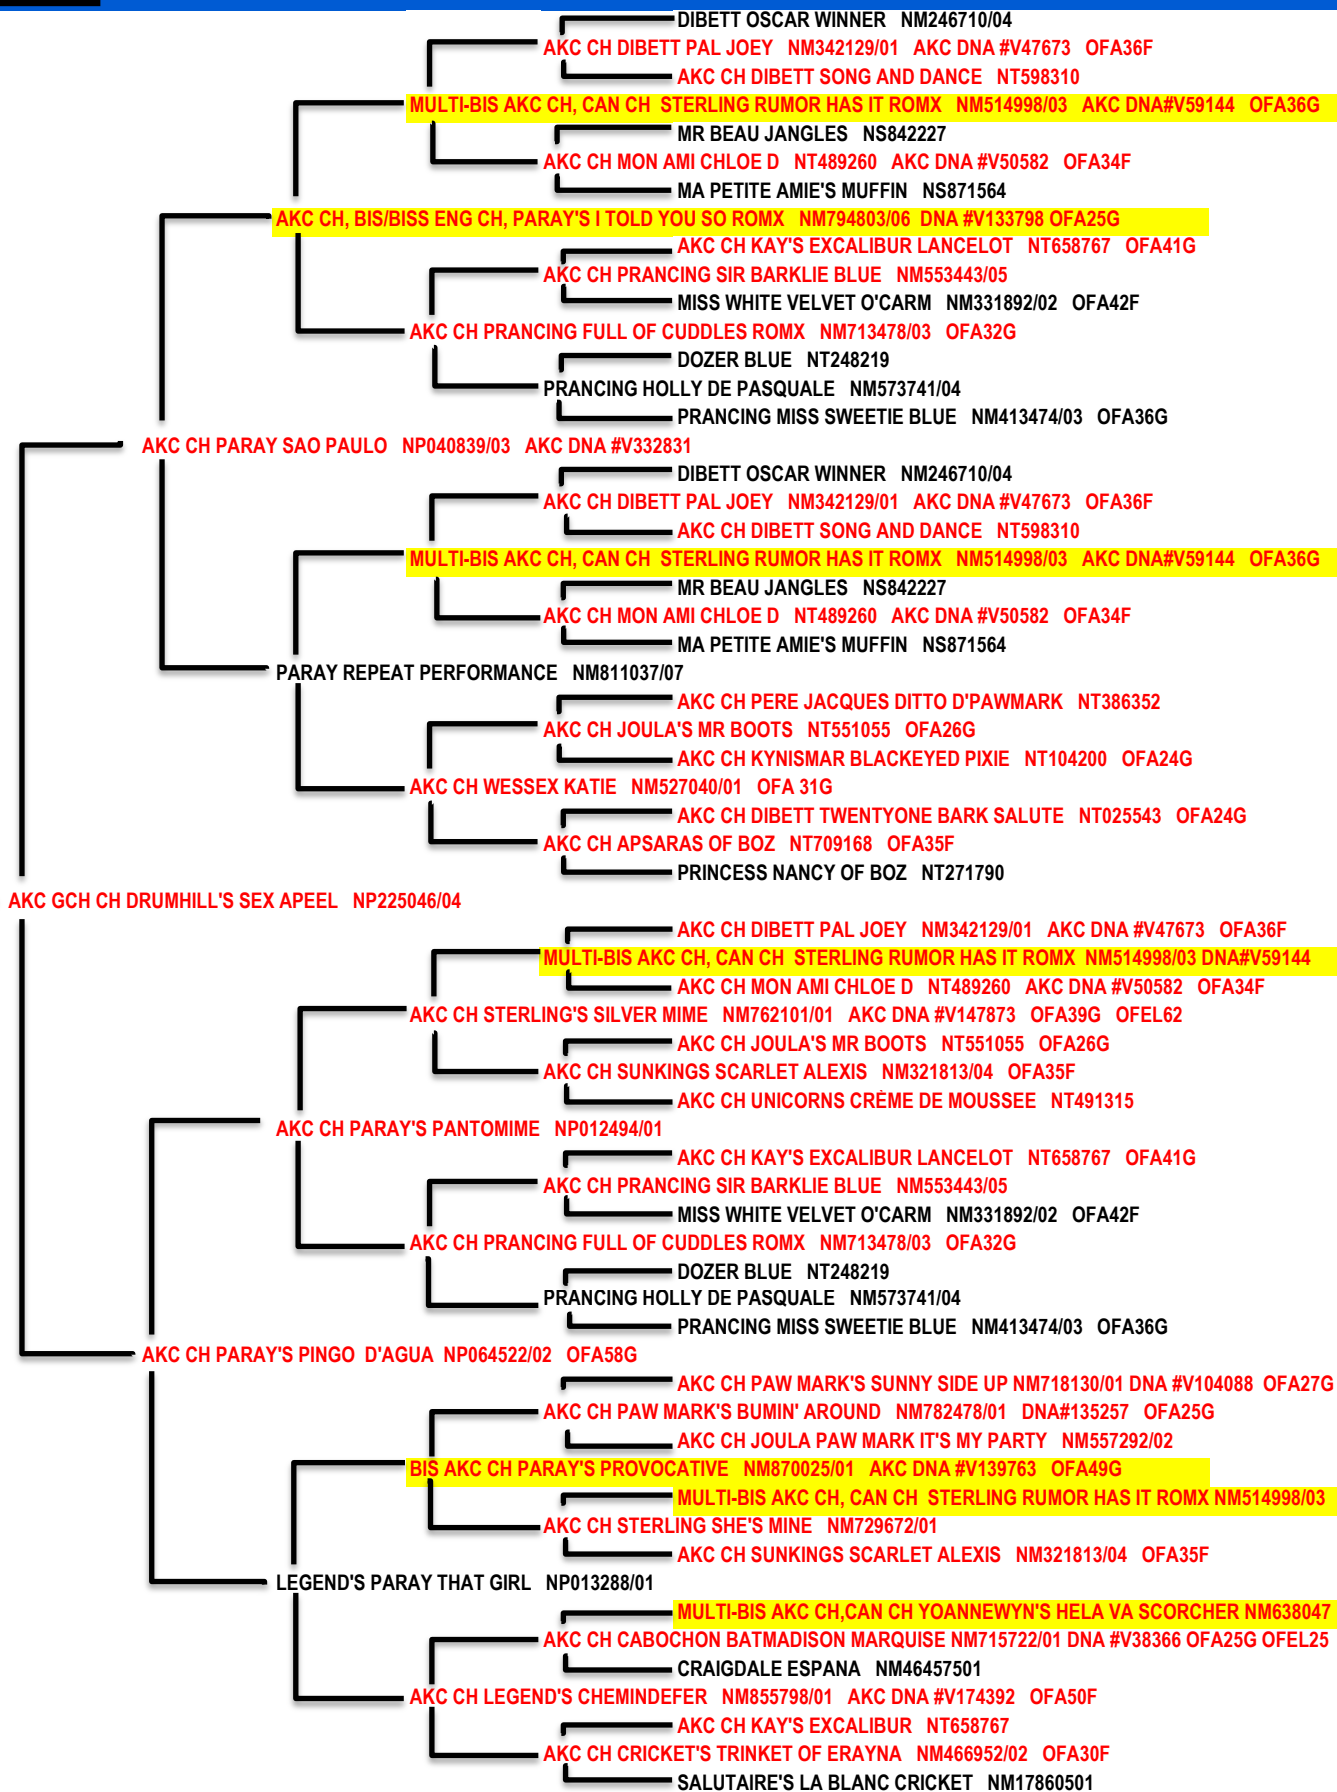 DIBETT OSCAR WINNER NM246710/04
AKC CH DIBETT PAL JOEY NM342129/01 AKC DNA #V47673 OFA36F
AKC CH DIBETT SONG AND DANCE NT598310
MULTI-BIS AKC CH, CAN CH STERLING RUMOR HAS IT ROMX NM514998/03 AKC DNA#V59144 OFA36G
MR BEAU JANGLES NS842227
AKC CH MON AMI CHLOE D NT489260 AKC DNA #V50582 OFA34F
MA PETITE AMIE'S MUFFIN NS871564
AKC CH, BIS/BISS ENG CH, PARAY'S I TOLD YOU SO ROMX NM794803/06 DNA #V133798 OFA25G
AKC CH KAY'S EXCALIBUR LANCELOT NT658767 OFA41G
AKC CH PRANCING SIR BARKLIE BLUE NM553443/05
MISS WHITE VELVET O'CARM NM331892/02 OFA42F
AKC CH PRANCING FULL OF CUDDLES ROMX NM713478/03 OFA32G
DOZER BLUE NT248219
PRANCING HOLLY DE PASQUALE NM573741/04
PRANCING MISS SWEETIE BLUE NM413474/03 OFA36G
AKC CH PARAY SAO PAULO NP040839/03 AKC DNA #V332831
DIBETT OSCAR WINNER NM246710/04
AKC CH DIBETT PAL JOEY NM342129/01 AKC DNA #V47673 OFA36F
AKC CH DIBETT SONG AND DANCE NT598310
MULTI-BIS AKC CH, CAN CH STERLING RUMOR HAS IT ROMX NM514998/03 AKC DNA#V59144 OFA36G
MR BEAU JANGLES NS842227
AKC CH MON AMI CHLOE D NT489260 AKC DNA #V50582 OFA34F
MA PETITE AMIE'S MUFFIN NS871564
PARAY REPEAT PERFORMANCE NM811037/07
AKC CH PERE JACQUES DITTO D'PAWMARK NT386352
AKC CH JOULA'S MR BOOTS NT551055 OFA26G
AKC CH KYNISMAR BLACKEYED PIXIE NT104200 OFA24G
AKC CH WESSEX KATIE NM527040/01 OFA 31G
AKC CH DIBETT TWENTYONE BARK SALUTE NT025543 OFA24G
AKC CH APSARAS OF BOZ NT709168 OFA35F
PRINCESS NANCY OF BOZ NT271790
AKC GCH CH DRUMHILL'S SEX APEEL NP225046/04
AKC CH DIBETT PAL JOEY NM342129/01 AKC DNA #V47673 OFA36F
MULTI-BIS AKC CH, CAN CH STERLING RUMOR HAS IT ROMX NM514998/03 DNA#V59144
AKC CH MON AMI CHLOE D NT489260 AKC DNA #V50582 OFA34F
AKC CH STERLING'S SILVER MIME NM762101/01 AKC DNA #V147873 OFA39G OFEL62
AKC CH JOULA'S MR BOOTS NT551055 OFA26G
AKC CH SUNKINGS SCARLET ALEXIS NM321813/04 OFA35F
AKC CH UNICORNS CRÈME DE MOUSSEE NT491315
AKC CH PARAY'S PANTOMIME NP012494/01
AKC CH KAY'S EXCALIBUR LANCELOT NT658767 OFA41G
AKC CH PRANCING SIR BARKLIE BLUE NM553443/05
MISS WHITE VELVET O'CARM NM331892/02 OFA42F
AKC CH PRANCING FULL OF CUDDLES ROMX NM713478/03 OFA32G
DOZER BLUE NT248219
PRANCING HOLLY DE PASQUALE NM573741/04
PRANCING MISS SWEETIE BLUE NM413474/03 OFA36G
AKC CH PARAY'S PINGO D'AGUA NP064522/02 OFA58G
AKC CH PAW MARK'S SUNNY SIDE UP NM718130/01 DNA #V104088 OFA27G
AKC CH PAW MARK'S BUMIN' AROUND NM782478/01 DNA#135257 OFA25G
AKC CH JOULA PAW MARK IT'S MY PARTY NM557292/02
BIS AKC CH PARAY'S PROVOCATIVE NM870025/01 AKC DNA #V139763 OFA49G
MULTI-BIS AKC CH, CAN CH STERLING RUMOR HAS IT ROMX NM514998/03
AKC CH STERLING SHE'S MINE NM729672/01
AKC CH SUNKINGS SCARLET ALEXIS NM321813/04 OFA35F
LEGEND'S PARAY THAT GIRL NP013288/01
MULTI-BIS AKC CH,CAN CH YOANNEWYN'S HELA VA SCORCHER NM638047
AKC CH CABOCHON BATMADISON MARQUISE NM715722/01 DNA #V38366 OFA25G OFEL25
CRAIGDALE ESPANA NM46457501
AKC CH LEGEND'S CHEMINDEFER NM855798/01 AKC DNA #V174392 OFA50F
AKC CH KAY'S EXCALIBUR NT658767
AKC CH CRICKET'S TRINKET OF ERAYNA NM466952/02 OFA30F
SALUTAIRE'S LA BLANC CRICKET NM17860501